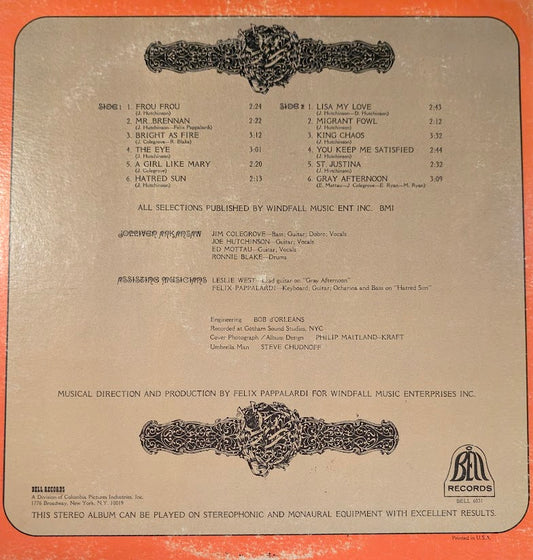 SIDE: 1
1. FROU FROU 2:24
(J. Hutchinson)
2. MR. BRENNAN 2:22
(J. Hutchinson—Felix Pappalardi)
3. BRIGHT AS FIRE 3:12
(J. Colegrove—R. Blake)
4. THE EYE 3:01
(J. Hutchinson)
5. A GIRL LIKE MARY 2:20
(J. Colegrove)
6. HATRED SUN 2:13
(J. Hutchinson)
SIDE: 2
1. LISA MY LOVE 2:43
(J. Hutchinson—D. Hutchinson)
2. MIGRANT FOWL 2:12
(J. Hutchinson)
3. KING CHAOS 3:32
(J. Hutchinson)
4. YOU KEEP ME SATISFIED 2:44
(J. Hutchinson)
5. ST JUSTINA 2:32
(J. Hutchinson)
6. GRAY AFTERNOON 3:09
(E. Mottau—J. Colegrove—E. Ryan—M. Ryan)
ALL SELECTIONS PUBLISHED BY WINDFALL MUSIC ENT INC. BMI
JOLLIVER ARKANSAW
JIM COLEGROVE—Bass; Guitar; Dobro; Vocals
JOE HUTCHINSON—Guitar; Vocals
ED MOTTAU—Guitar; Vocals
RONNIE BLAKE—Drums
ASSISTING MUSICIANS
LESLIE WEST—Lead guitar on "Gray Afternoon"
FELIX PAPPALARDI—Keyboard; Guitar; Ocharina and Bass on "Hatred Sun"
Engineering BOB d'ORLEANS
Recorded at Gotham Sound Studios, NYC
Cover Photograph / Album Design PHILIP MAITLAND-KRAFT
Umbrella Man STEVE CHUDNOFF
MUSICAL DIRECTION AND PRODUCTION BY FELIX PAPPALARDI FOR WINDFALL MUSIC ENTERPRISES INC.
BELL RECORDS
A Division of Columbia Pictures Industries, Inc.
1776 Broadway, New York, N.Y. 10019
BELL
RECORDS
BELL 6031
THIS STEREO ALBUM CAN BE PLAYED ON STEREOPHONIC AND MONAURAL EQUIPMENT WITH EXCELLENT RESULTS.
Printed in U.S.A.